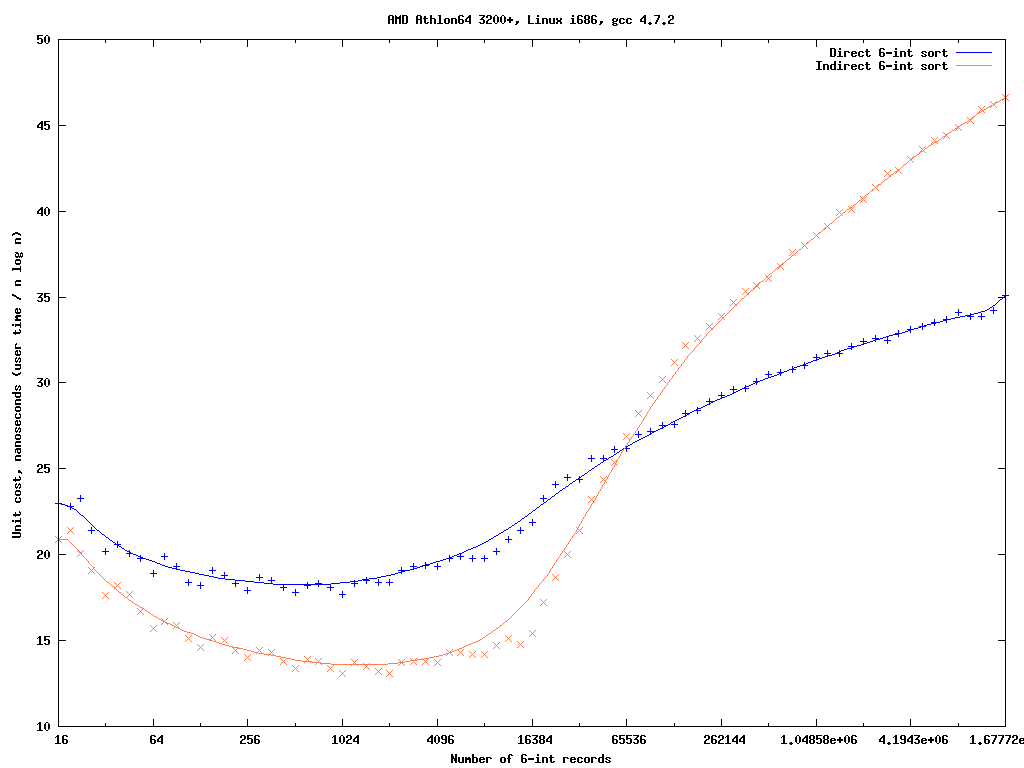 AMD Athlon64 3200+, Linux i686, gcc 4.7.2
Direct 6-int sort
Indirect 6-int sort
Unit cost, nanoseconds (user time / n log n)
50
45
40
35
30
25
20
15
10
16 64 256 1024 4096 16384 65536 262144 1.04858e+06 4.1943e+06 1.67772e
Number of 6-int records